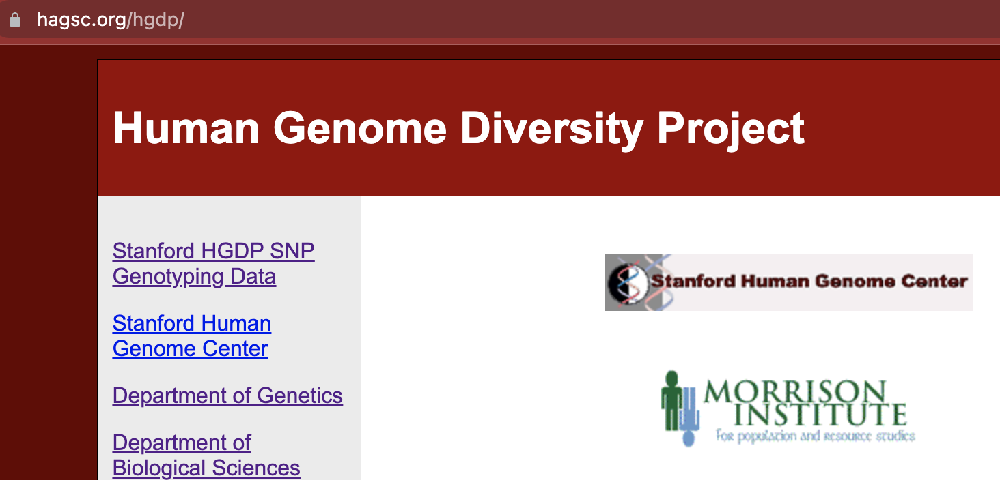 hagsc.org/hgdp/
Human Genome Diversity Project
Stanford HGDP SNP
Genotyping Data
Stanford Human
Genome Center
Department of Genetics
Department of
Biological Sciences
Stanford Human Genome Center
MORRISON
INSTITUTE
For population and resource studies